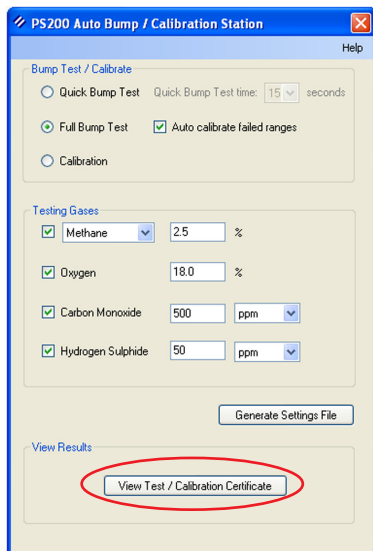 PS200 Auto Bump / Calibration Station
Help
Bump Test / Calibrate
Quick Bump Test Quick Bump Test time: 15 seconds
Full Bump Test Auto calibrate failed ranges
Calibration
Testing Gases
Methane 2.5 %
Oxygen 18.0 %
Carbon Monoxide 500 ppm
Hydrogen Sulphide 50 ppm
Generate Settings File
View Results
View Test / Calibration Certificate